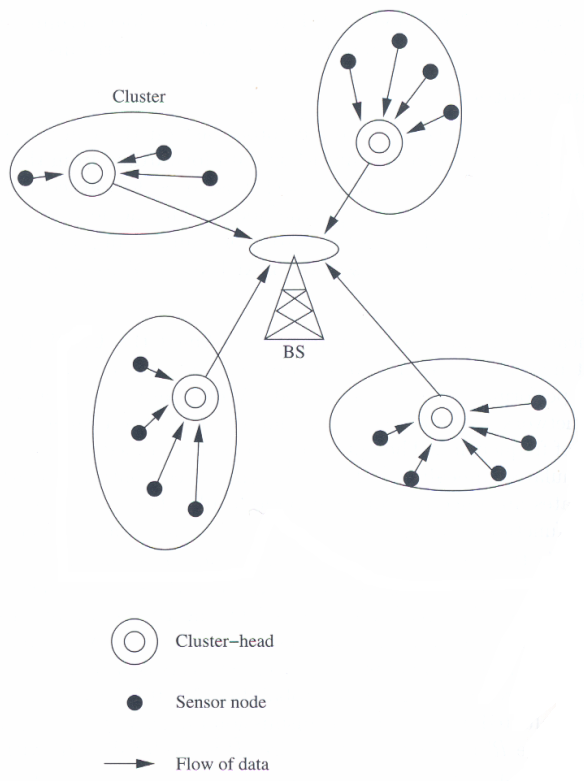 Cluster
BS
Cluster−head
Sensor node
Flow of data